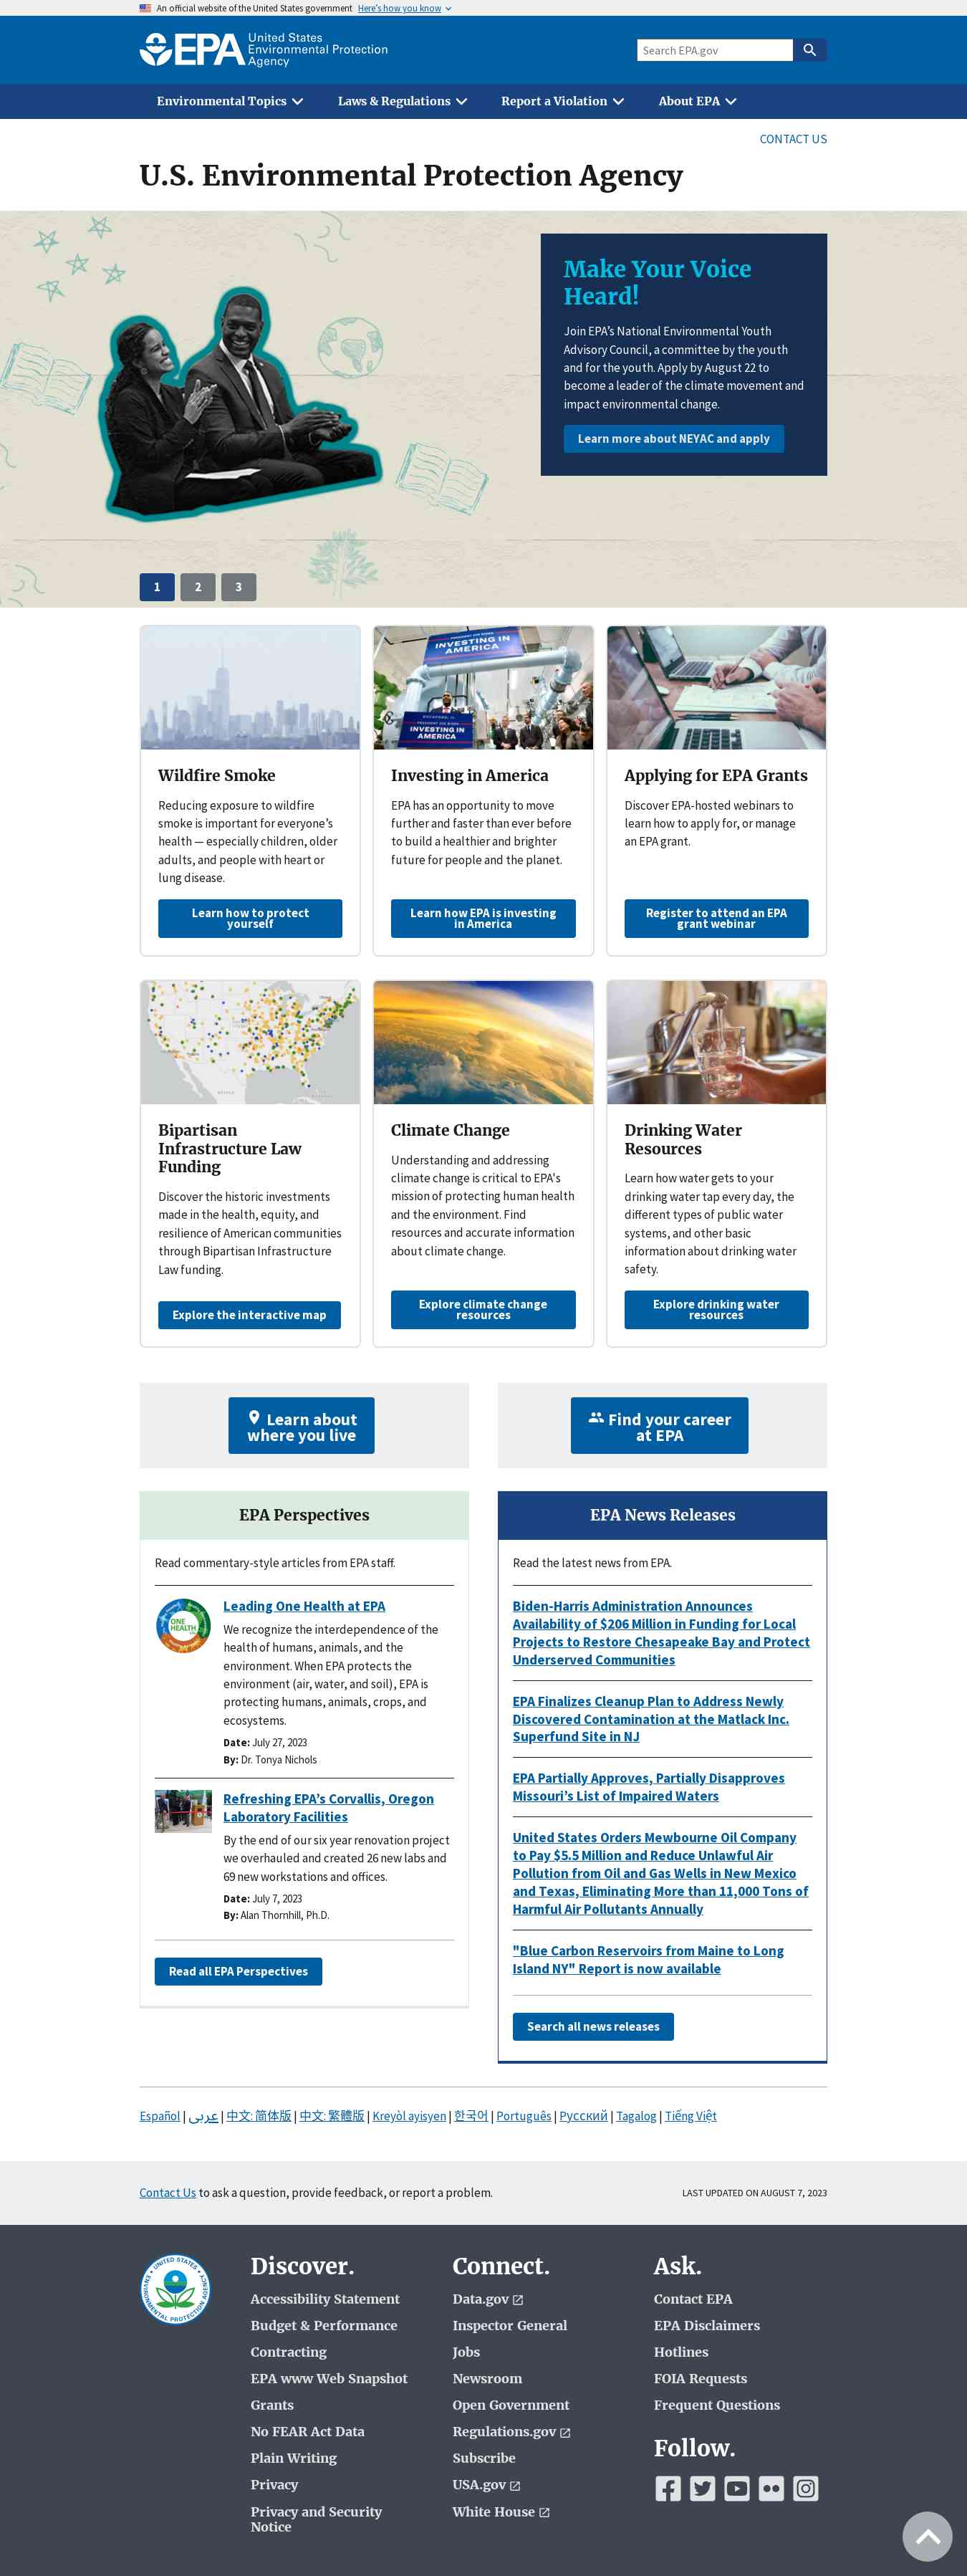 An official website of the United States government Here's how you know
EPA United States
Environmental Protection
Agency
Search EPA.gov
Environmental Topics Laws & Regulations Report a Violation About EPA
CONTACT US
U.S. Environmental Protection Agency
Make Your Voice
Heard!
Join EPA's National Environmental Youth
Advisory Council, a committee by the youth
and for the youth. Apply by August 22 to
become a leader of the climate movement and
impact environmental change.
Learn more about NEYAC and apply
1 2 3
INVESTING IN
AMERICA
INVESTING IN
AMERICA
Wildfire Smoke
Reducing exposure to wildfire
smoke is important for everyone's
health — especially children, older
adults, and people with heart or
lung disease.
Learn how to protect
yourself
Investing in America
EPA has an opportunity to move
further and faster than ever before
to build a healthier and brighter
future for people and the planet.
Learn how EPA is investing
in America
Applying for EPA Grants
Discover EPA-hosted webinars to
learn how to apply for, or manage
an EPA grant.
Register to attend an EPA
grant webinar
Bipartisan
Infrastructure Law
Funding
Discover the historic investments
made in the health, equity, and
resilience of American communities
through Bipartisan Infrastructure
Law funding.
Explore the interactive map
Climate Change
Understanding and addressing
climate change is critical to EPA's
mission of protecting human health
and the environment. Find
resources and accurate information
about climate change.
Explore climate change
resources
Drinking Water
Resources
Learn how water gets to your
drinking water tap every day, the
different types of public water
systems, and other basic
information about drinking water
safety.
Explore drinking water
resources
Learn about
where you live
Find your career
at EPA
EPA Perspectives
Read commentary-style articles from EPA staff.
ONE
HEALTH
Leading One Health at EPA
We recognize the interdependence of the
health of humans, animals, and the
environment. When EPA protects the
environment (air, water, and soil), EPA is
protecting humans, animals, crops, and
ecosystems.
Date: July 27, 2023
By: Dr. Tonya Nichols
Refreshing EPA's Corvallis, Oregon
Laboratory Facilities
By the end of our six year renovation project
we overhauled and created 26 new labs and
69 new workstations and offices.
Date: July 7, 2023
By: Alan Thornhill, Ph.D.
Read all EPA Perspectives
EPA News Releases
Read the latest news from EPA.
Biden-Harris Administration Announces
Availability of $206 Million in Funding for Local
Projects to Restore Chesapeake Bay and Protect
Underserved Communities
EPA Finalizes Cleanup Plan to Address Newly
Discovered Contamination at the Matlack Inc.
Superfund Site in NJ
EPA Partially Approves, Partially Disapproves
Missouri's List of Impaired Waters
United States Orders Mewbourne Oil Company
to Pay $5.5 Million and Reduce Unlawful Air
Pollution from Oil and Gas Wells in New Mexico
and Texas, Eliminating More than 11,000 Tons of
Harmful Air Pollutants Annually
"Blue Carbon Reservoirs from Maine to Long
Island NY" Report is now available
Search all news releases
Español | عربى | 中文: 简体版 | 中文: 繁體版 | Kreyòl ayisyen | 한국어 | Português | Русский | Tagalog | Tiếng Việt
Contact Us to ask a question, provide feedback, or report a problem.
LAST UPDATED ON AUGUST 7, 2023
UNITED STATES
ENVIRONMENTAL PROTECTION AGENCY
Discover.
Accessibility Statement
Budget & Performance
Contracting
EPA www Web Snapshot
Grants
No FEAR Act Data
Plain Writing
Privacy
Privacy and Security
Notice
Connect.
Data.gov
Inspector General
Jobs
Newsroom
Open Government
Regulations.gov
Subscribe
USA.gov
White House
Ask.
Contact EPA
EPA Disclaimers
Hotlines
FOIA Requests
Frequent Questions
Follow.